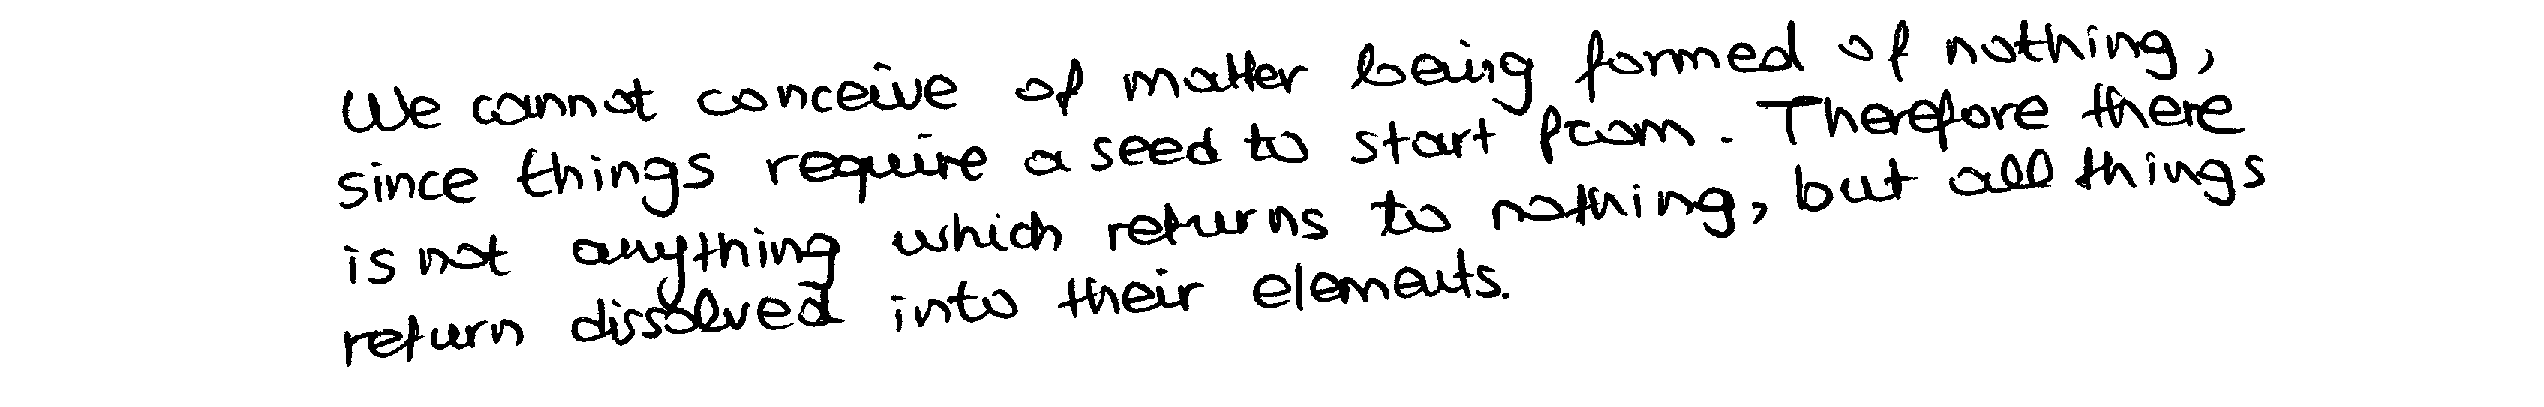 We cannot conceive of matter being formed of nothing,
since things require a seed to start from. Therefore there
is not anything which returns to nothing, but all things
return dissolved into their elements.